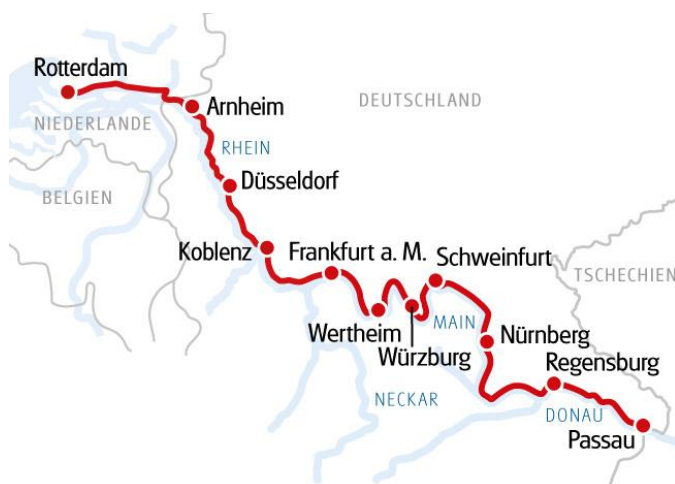 Rotterdam
Arnheim
DEUTSCHLAND
NIEDERLANDE
RHEIN
Düsseldorf
BELGIEN
Koblenz
Frankfurt a. M.
Schweinfurt
TSCHECHIEN
Wertheim
MAIN
Würzburg
Nürnberg
Regensburg
NECKAR
DONAU
Passau